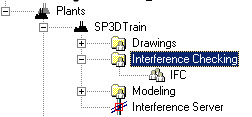 Plants
SP3DTrain
Drawings
Interference Checking
IFC
Modeling
Interference Server